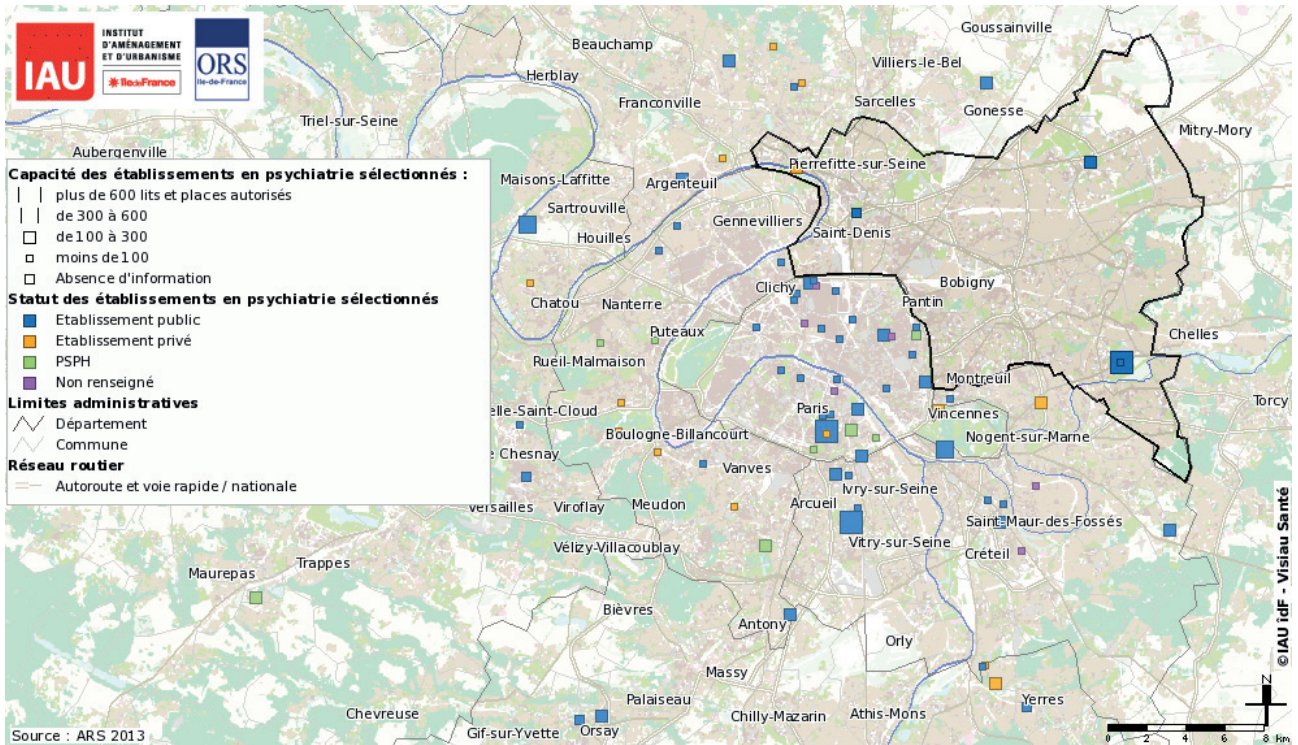 IAU
INSTITUT
D'AMÉNAGEMENT
ET D'URBANISME
îledeFrance
ORS
Ile-de-France
Goussainville
Beauchamp
Villiers-le-Bel
Herblay
Franconville
Sarcelles
Gonesse
Triel-sur-Seine
Mitry-Mory
Aubergenville
Pierrefitte-sur-Seine
Capacité des établissements en psychiatrie sélectionnés :
plus de 600 lits et places autorisés
de 300 à 600
de 100 à 300
moins de 100
Absence d'information
Statut des établissements en psychiatrie sélectionnés
Etablissement public
Etablissement privé
PSPH
Non renseigné
Limites administratives
Département
Commune
Réseau routier
Autoroute et voie rapide / nationale
Maisons-Laffitte
Argenteuil
Sartrouville
Gennevilliers
Houilles
Saint-Denis
Bobigny
Clichy
Chatou
Nanterre
Pantin
Puteaux
Chelles
Rueil-Malmaison
Montreuil
Torcy
elle-Saint-Cloud
Paris
Vincennes
Boulogne-Billancourt
Nogent-sur-Marne
e Chesnay
Vanves
Ivry-sur-Seine
Versailles
Viroflay
Meudon
Arcueil
Saint-Maur-des-Fossés
Vélizy-Villacoublay
Vitry-sur-Seine
Créteil
Trappes
Maurepas
Bièvres
Antony
Orly
Massy
Palaiseau
Yerres
Chevreuse
Chilly-Mazarin
Athis-Mons
Gif-sur-Yvette
Orsay
©IAU idF - Visiau Santé
N
0 2 4 6 8 Km
Source : ARS 2013